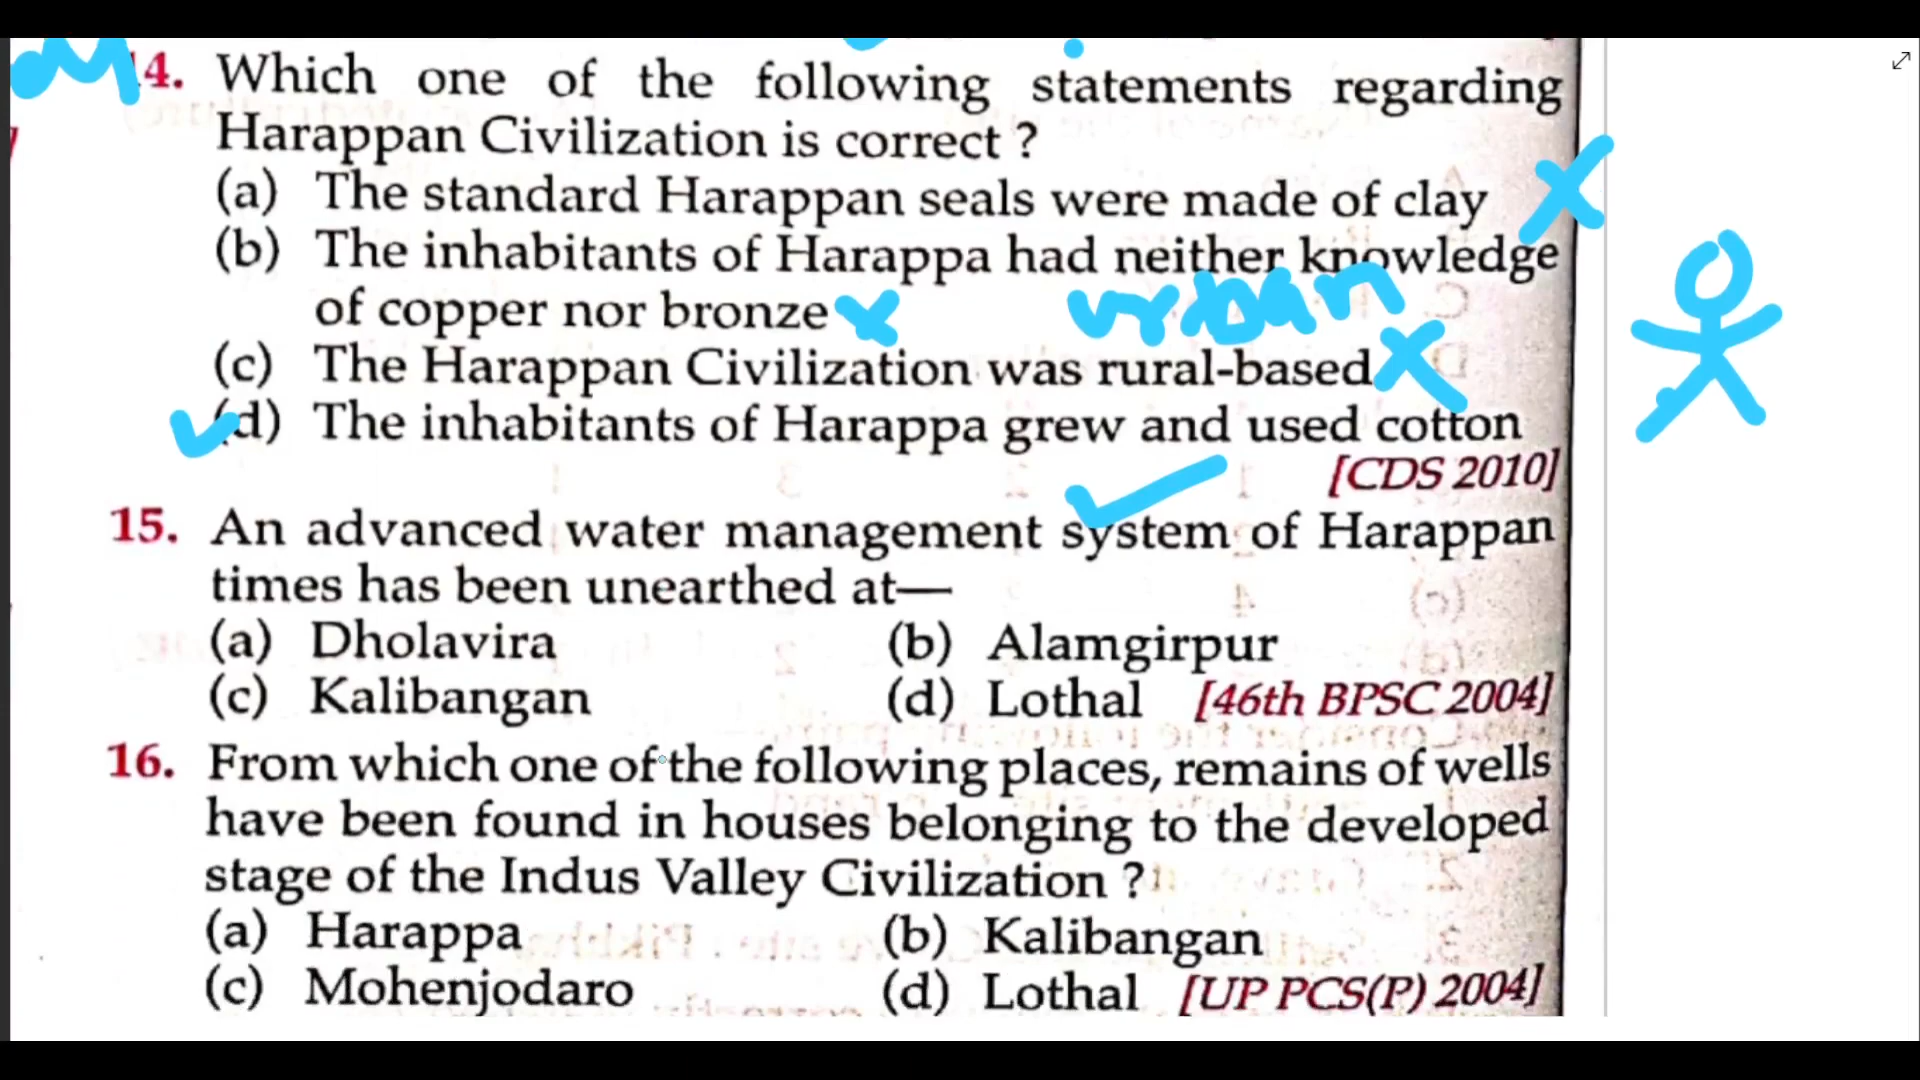 14. Which one of the following statements regarding
Harappan Civilization is correct ?
(a) The standard Harappan seals were made of clay
(b) The inhabitants of Harappa had neither knowledge
of copper nor bronze
urban
(c) The Harappan Civilization was rural-based
(d) The inhabitants of Harappa grew and used cotton
[CDS 2010]
15. An advanced water management system of Harappan
times has been unearthed at—
(a) Dholavira (b) Alamgirpur
(c) Kalibangan (d) Lothal [46th BPSC 2004]
16. From which one of the following places, remains of wells
have been found in houses belonging to the developed
stage of the Indus Valley Civilization ?
(a) Harappa (b) Kalibangan
(c) Mohenjodaro (d) Lothal [UP PCS(P) 2004]